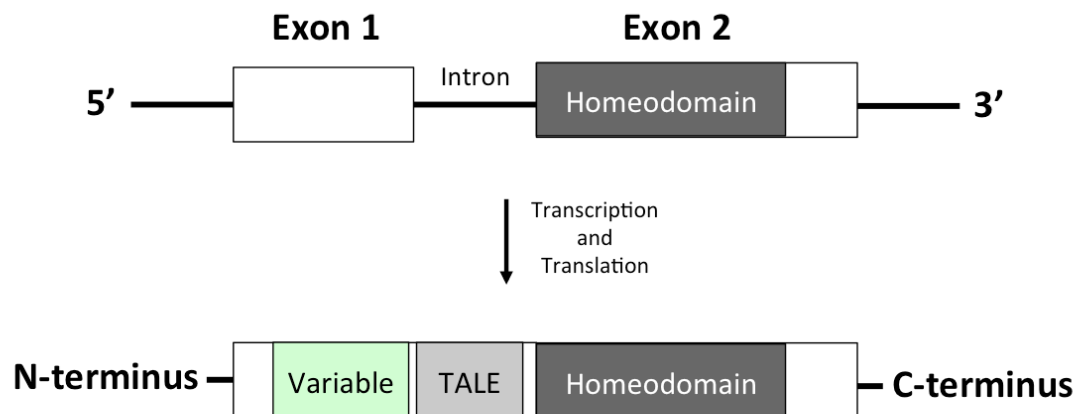 Exon 1
Exon 2
Intron
5’
Homeodomain
3’
Transcription
and
Translation
N-terminus
Variable
TALE
Homeodomain
C-terminus